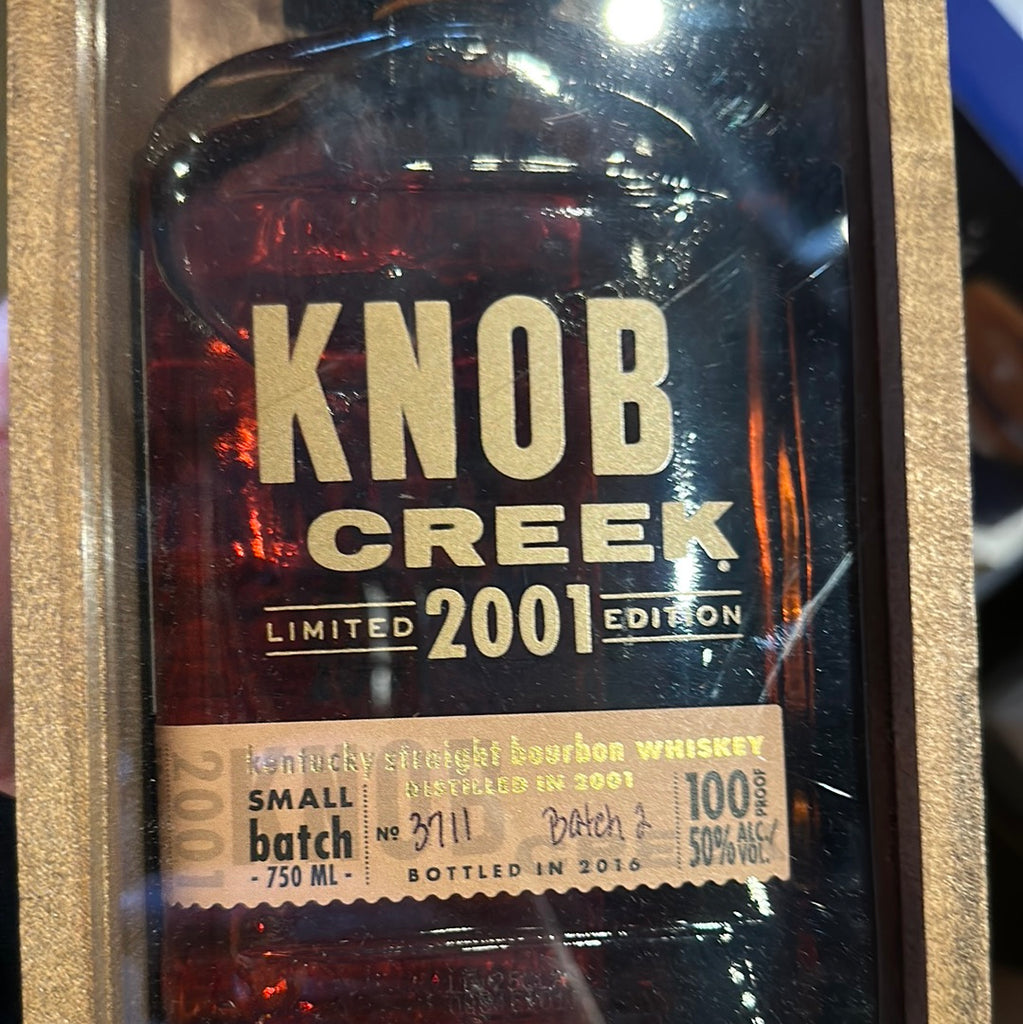 KNOB
CREEK®
LIMITED 2001 EDITION
2001
kentucky straight bourbon WHISKEY
DISTILLED IN 2001
SMALL
batch
- 750 ML -
Nº 3711 Batch 2
BOTTLED IN 2016
100 PROOF
50% ALC./VOL.